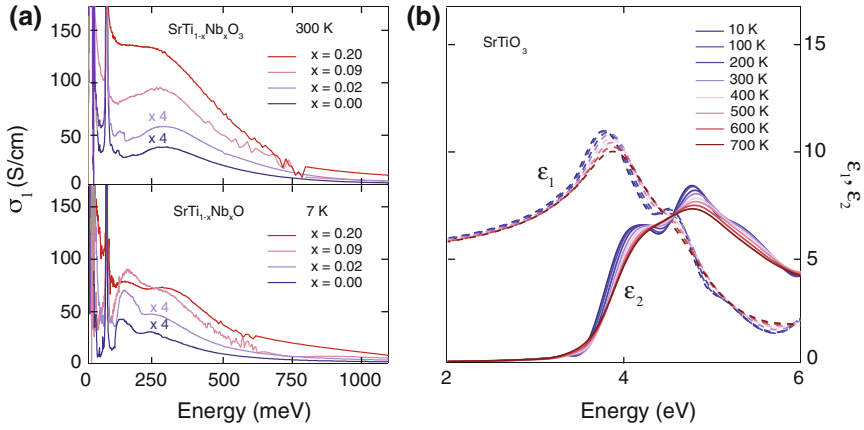 (a)
SrTi1-xNbxO3 300 K
x = 0.20
x = 0.09
x = 0.02
x = 0.00
x 4
x 4
150
100
50
0
SrTi1-xNbxO 7 K
x = 0.20
x = 0.09
x = 0.02
x = 0.00
x 4
x 4
150
100
50
0
σ1 (S/cm)
0 250 500 750 1000
Energy (meV)
(b)
SrTiO3
10 K
100 K
200 K
300 K
400 K
500 K
600 K
700 K
ε1
ε2
15
10
5
0
ε1, ε2
2 4 6
Energy (eV)